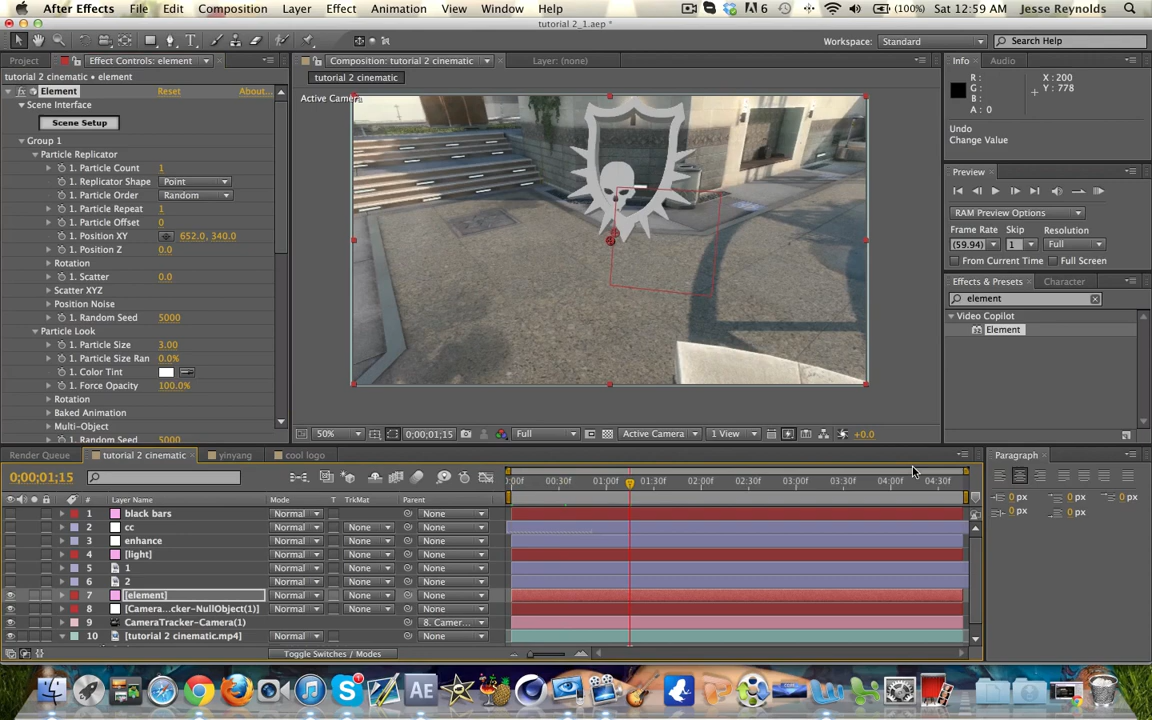 After Effects File Edit Composition Layer Effect Animation View Window Help 6 (100%) Sat 12:59 AM Jesse Reynolds
tutorial 2_1.aep *
Workspace: Standard Search Help
Project Effect Controls: element Composition: tutorial 2 cinematic Layer: (none) Info Audio
tutorial 2 cinematic • element tutorial 2 cinematic
fx Element Reset About...
Scene Interface
Scene Setup
Group 1
Particle Replicator
1. Particle Count 1
1. Replicator Shape Point
1. Particle Order Random
1. Particle Repeat 1
1. Particle Offset 0
1. Position XY 652.0, 340.0
1. Position Z 0.0
Rotation
1. Scatter 0.0
Scatter XYZ
Position Noise
1. Random Seed 5000
Particle Look
1. Particle Size 3.00
1. Particle Size Ran 0.0%
1. Color Tint
1. Force Opacity 100.0%
Rotation
Baked Animation
Multi-Object
1. Random Seed 5000
Active Camera
50% 0;00;01;15 Full Active Camera 1 View +0.0
R: X: 200
G: Y: 778
B:
A: 0
Undo
Change Value
Preview
RAM Preview Options
Frame Rate Skip Resolution
(59.94) 1 Full
From Current Time Full Screen
Effects & Presets Character
element
Video Copilot
Element
Render Queue tutorial 2 cinematic yinyang cool logo Paragraph
0;00;01;15
# Layer Name Mode T TrkMat Parent
:00f 00:30f 01:00f 01:30f 02:00f 02:30f 03:00f 03:30f 04:00f 04:30f
1 black bars Normal None
2 cc Normal None None
3 enhance Normal None None
4 [light] Normal None None
5 1 Normal None None
6 2 Normal None None
7 [element] Normal None None
8 [Camera...cker-NullObject(1)] Normal None None
9 CameraTracker-Camera(1) 8. Camer...
10 [tutorial 2 cinematic.mp4] Normal None None
Toggle Switches / Modes
0 px 0 px 0 px
0 px 0 px
AE